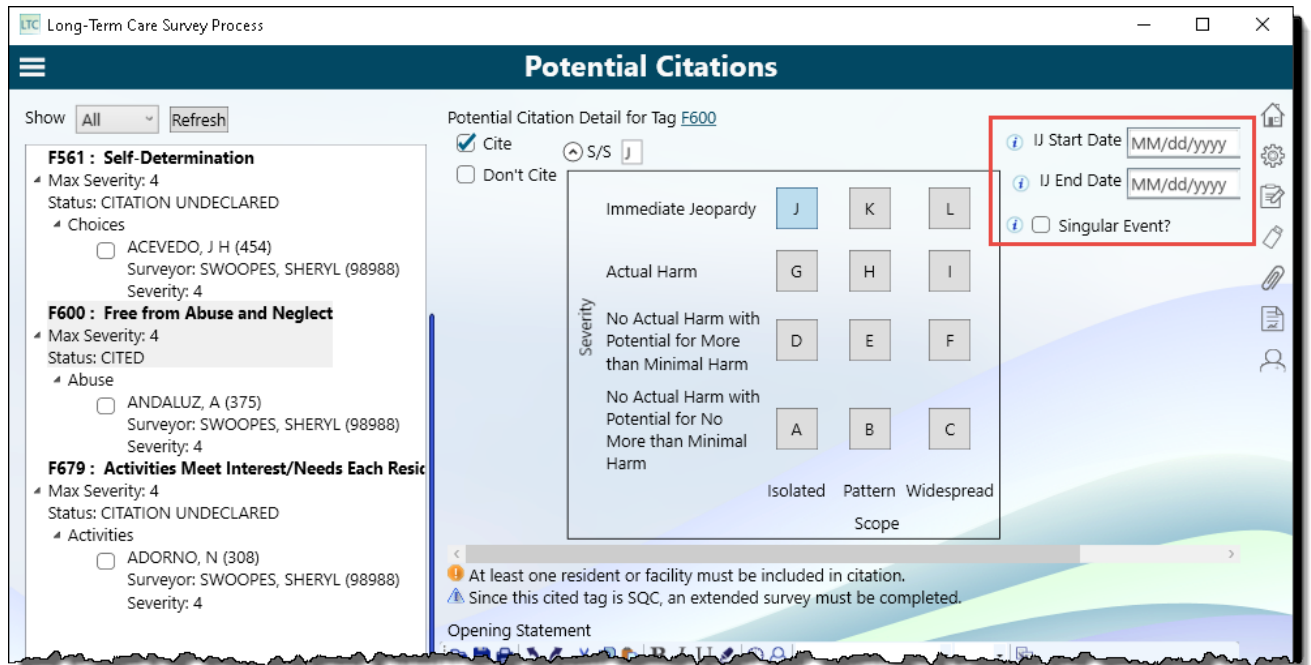 LTC Long-Term Care Survey Process
Potential Citations
Show All Refresh
F561 : Self-Determination
Max Severity: 4
Status: CITATION UNDECLARED
Choices
ACEVEDO, J H (454)
Surveyor: SWOOPES, SHERYL (98988)
Severity: 4
F600 : Free from Abuse and Neglect
Max Severity: 4
Status: CITED
Abuse
ANDALUZ, A (375)
Surveyor: SWOOPES, SHERYL (98988)
Severity: 4
F679 : Activities Meet Interest/Needs Each Resic
Max Severity: 4
Status: CITATION UNDECLARED
Activities
ADORNO, N (308)
Surveyor: SWOOPES, SHERYL (98988)
Severity: 4
Potential Citation Detail for Tag F600
Cite
Don't Cite
S/S J
Severity
Immediate Jeopardy J K L
Actual Harm G H I
No Actual Harm with
Potential for More
than Minimal Harm
D E F
No Actual Harm with
Potential for No
More than Minimal
Harm
A B C
Isolated Pattern Widespread
Scope
IJ Start Date MM/dd/yyyy
IJ End Date MM/dd/yyyy
Singular Event?
At least one resident or facility must be included in citation.
Since this cited tag is SQC, an extended survey must be completed.
Opening Statement
B I U